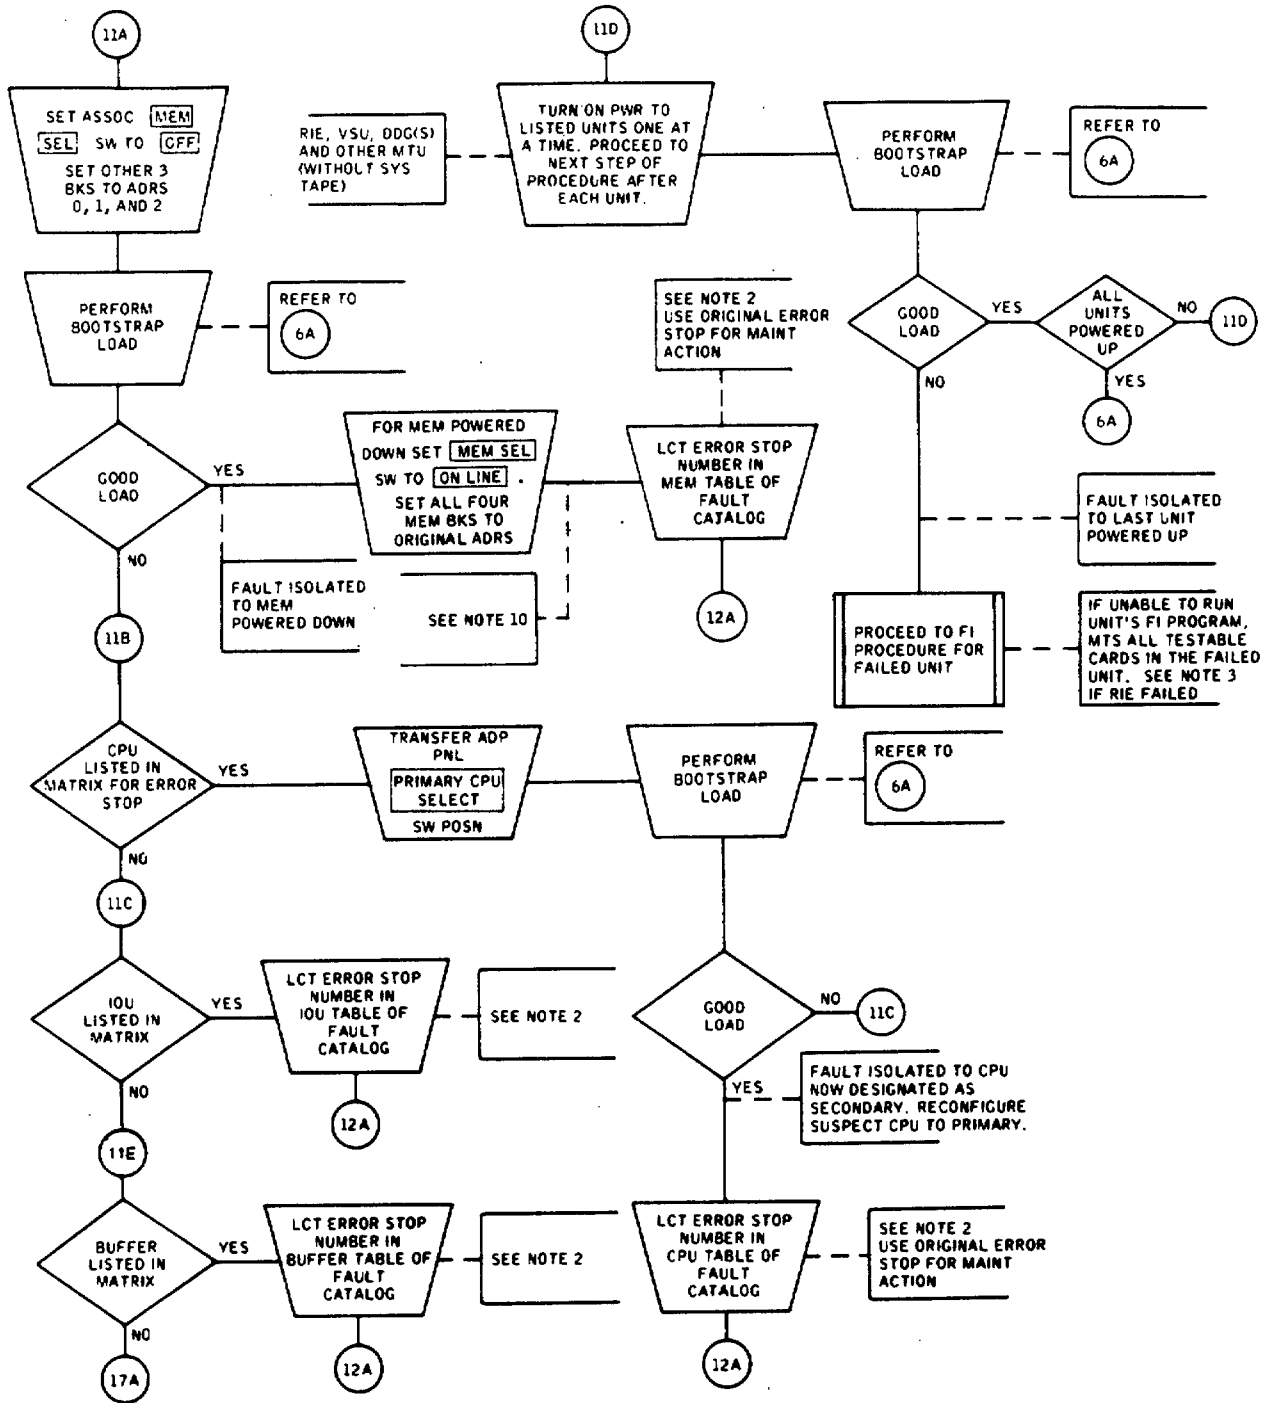 11A
SET ASSOC MEM
SEL SW TO OFF
SET OTHER 3
BKS TO ADRS
0, 1, AND 2
PERFORM
BOOTSTRAP
LOAD
REFER TO
6A
GOOD
LOAD
YES
NO
FAULT ISOLATED
TO MEM
POWERED DOWN
FOR MEM POWERED
DOWN SET MEM SEL
SW TO ON LINE .
SET ALL FOUR
MEM BKS TO
ORIGINAL ADRS
SEE NOTE 10
SEE NOTE 2
USE ORIGINAL ERROR
STOP FOR MAINT
ACTION
LCT ERROR STOP
NUMBER IN
MEM TABLE OF
FAULT
CATALOG
12A
11D
RIE, VSU, DDG(S)
AND OTHER MTU
(WITHOUT SYS
TAPE)
TURN ON PWR TO
LISTED UNITS ONE AT
A TIME. PROCEED TO
NEXT STEP OF
PROCEDURE AFTER
EACH UNIT.
PERFORM
BOOTSTRAP
LOAD
REFER TO
6A
GOOD
LOAD
YES
NO
ALL
UNITS
POWERED
UP
NO
11D
YES
6A
FAULT ISOLATED
TO LAST UNIT
POWERED UP
PROCEED TO FI
PROCEDURE FOR
FAILED UNIT
IF UNABLE TO RUN
UNIT'S FI PROGRAM,
MTS ALL TESTABLE
CARDS IN THE FAILED
UNIT. SEE NOTE 3
IF RIE FAILED
11B
CPU
LISTED IN
MATRIX FOR ERROR
STOP
YES
NO
TRANSFER ADP
PNL
PRIMARY CPU
SELECT
SW POSN
PERFORM
BOOTSTRAP
LOAD
REFER TO
6A
GOOD
LOAD
NO
11C
YES
FAULT ISOLATED TO CPU
NOW DESIGNATED AS
SECONDARY. RECONFIGURE
SUSPECT CPU TO PRIMARY.
LCT ERROR STOP
NUMBER IN
CPU TABLE OF
FAULT
CATALOG
SEE NOTE 2
USE ORIGINAL ERROR
STOP FOR MAINT
ACTION
12A
11C
IOU
LISTED IN
MATRIX
YES
NO
LCT ERROR STOP
NUMBER IN
IOU TABLE OF
FAULT
CATALOG
SEE NOTE 2
12A
11E
BUFFER
LISTED IN
MATRIX
YES
NO
LCT ERROR STOP
NUMBER IN
BUFFER TABLE OF
FAULT
CATALOG
SEE NOTE 2
12A
17A